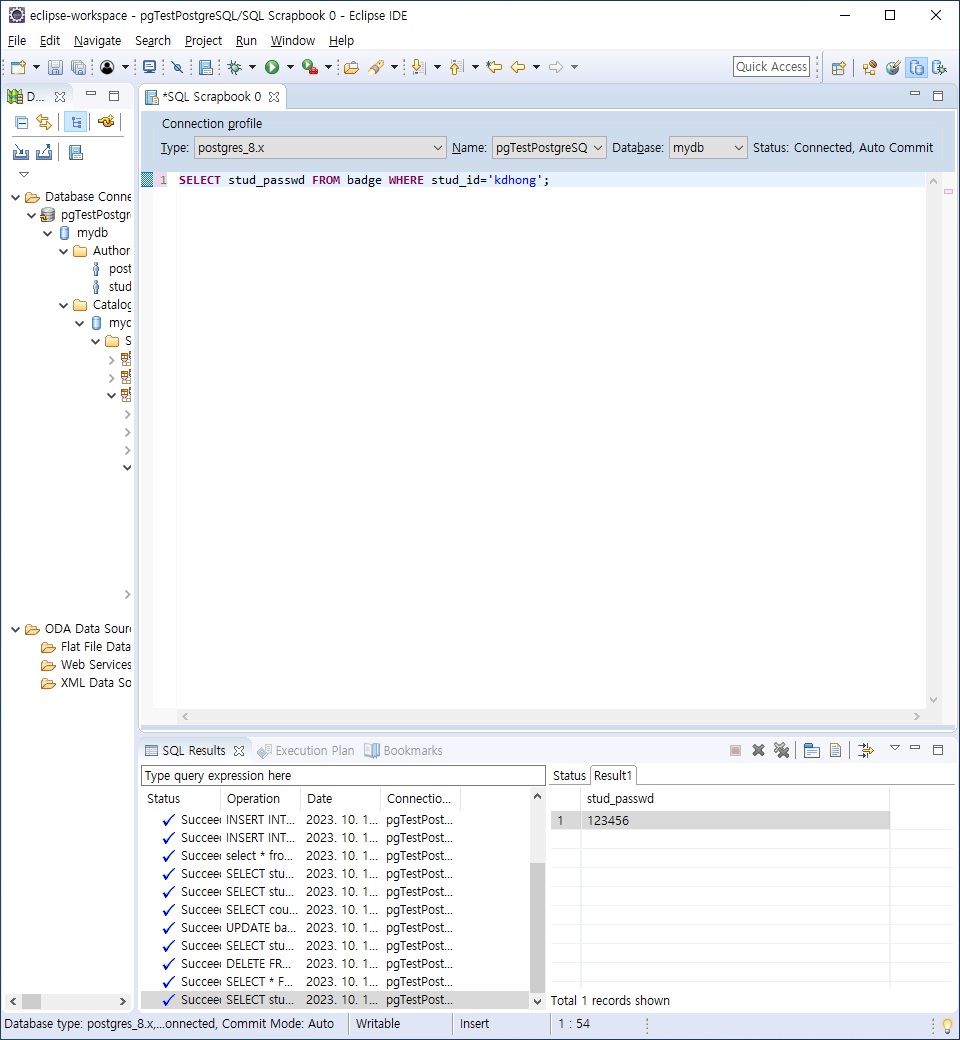 eclipse-workspace - pgTestPostgreSQL/SQL Scrapbook 0 - Eclipse IDE
File Edit Navigate Search Project Run Window Help
Quick Access
D...
*SQL Scrapbook 0
Connection profile
Type: postgres_8.x Name: pgTestPostgreSQ Database: mydb Status: Connected, Auto Commit
1 SELECT stud_passwd FROM badge WHERE stud_id='kdhong';
Database Conne
pgTestPostgr
mydb
Author
post
stud
Catalog
myd
S
ODA Data Sour
Flat File Data
Web Services
XML Data So
SQL Results Execution Plan Bookmarks
Type query expression here
Status Operation Date Connectio...
Succee INSERT INT... 2023. 10. 1... pgTestPost...
Succee INSERT INT... 2023. 10. 1... pgTestPost...
Succee select * fro... 2023. 10. 1... pgTestPost...
Succee SELECT stu... 2023. 10. 1... pgTestPost...
Succee SELECT stu... 2023. 10. 1... pgTestPost...
Succee SELECT cou... 2023. 10. 1... pgTestPost...
Succee UPDATE ba... 2023. 10. 1... pgTestPost...
Succee SELECT stu... 2023. 10. 1... pgTestPost...
Succee DELETE FR... 2023. 10. 1... pgTestPost...
Succee SELECT * F... 2023. 10. 1... pgTestPost...
Succee SELECT stu... 2023. 10. 1... pgTestPost...
Status Result1
stud_passwd
1 123456
Total 1 records shown
Database type: postgres_8.x,...onnected, Commit Mode: Auto Writable Insert 1 : 54